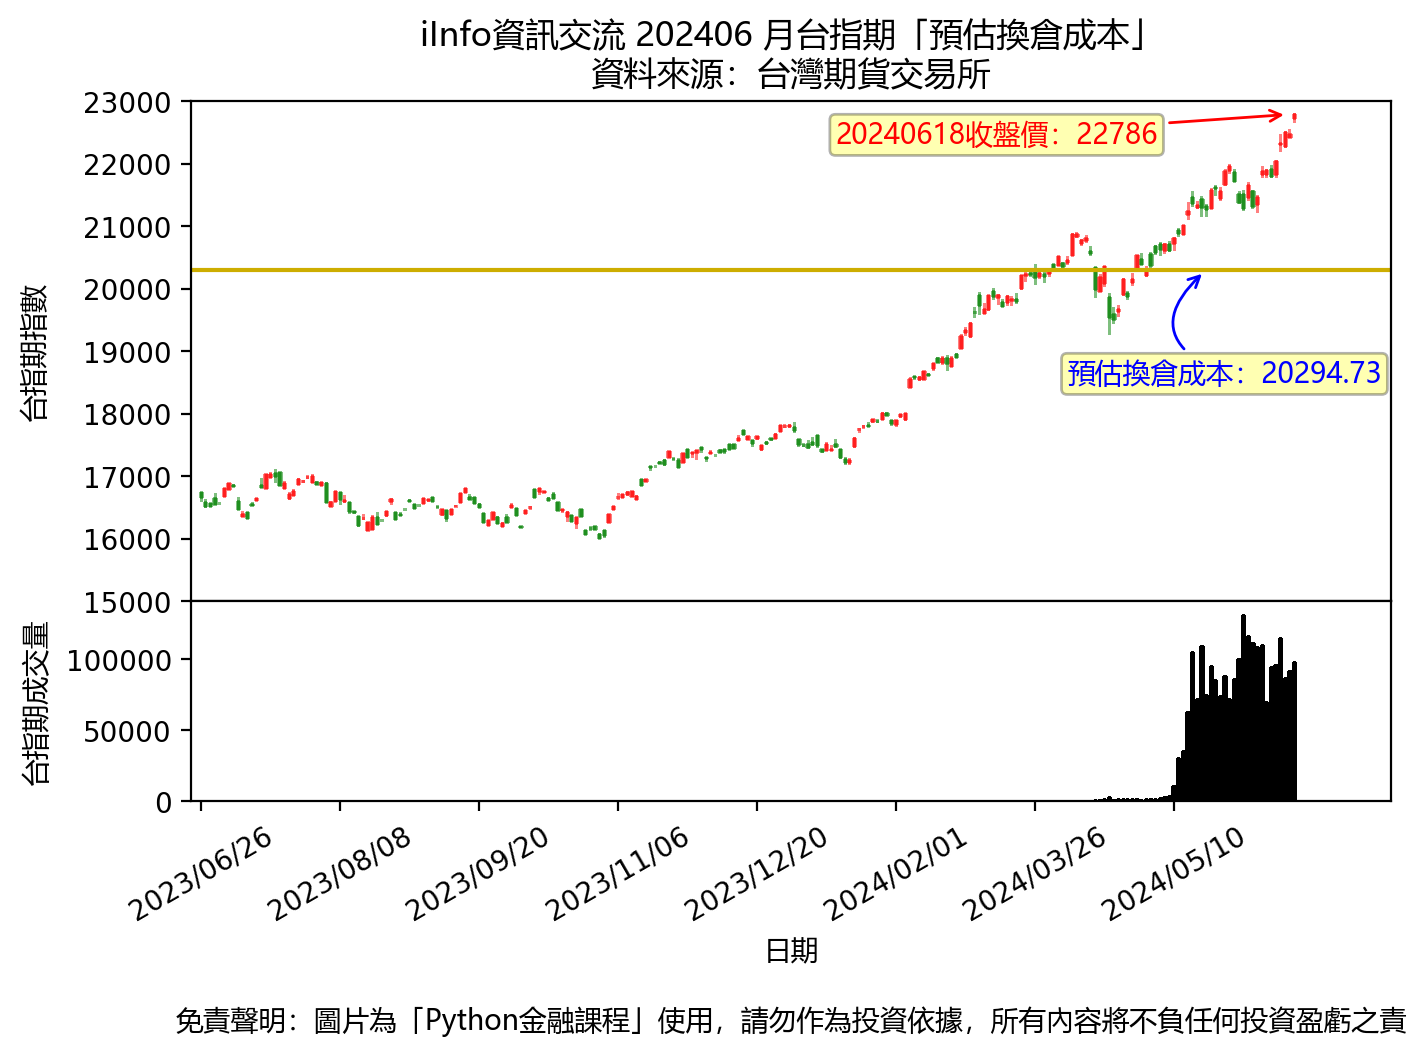 iInfo資訊交流 202406 月台指期「預估換倉成本」
資料來源：台灣期貨交易所
23000
22000
21000
20000
19000
18000
17000
16000
15000
台指期指數
20240618收盤價：22786
預估換倉成本：20294.73
100000
50000
0
台指期成交量
2023/06/26
2023/08/08
2023/09/20
2023/11/06
2023/12/20
2024/02/01
2024/03/26
2024/05/10
日期
免責聲明：圖片為「Python金融課程」使用，請勿作為投資依據，所有內容將不負任何投資盈虧之責